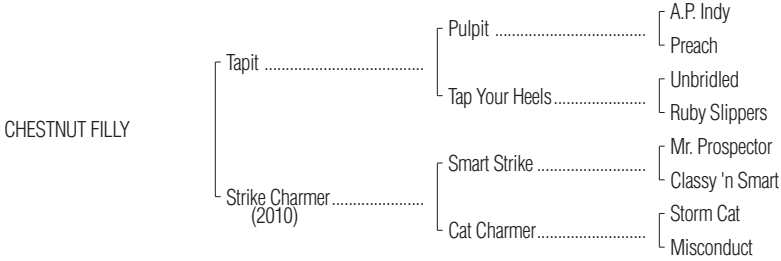 A.P. Indy
Pulpit ....................................
Preach
Tapit ......................................
Unbridled
Tap Your Heels......................
Ruby Slippers
CHESTNUT FILLY
Mr. Prospector
Smart Strike ..........................
Classy 'n Smart
Strike Charmer......................
(2010)
Storm Cat
Cat Charmer..........................
Misconduct